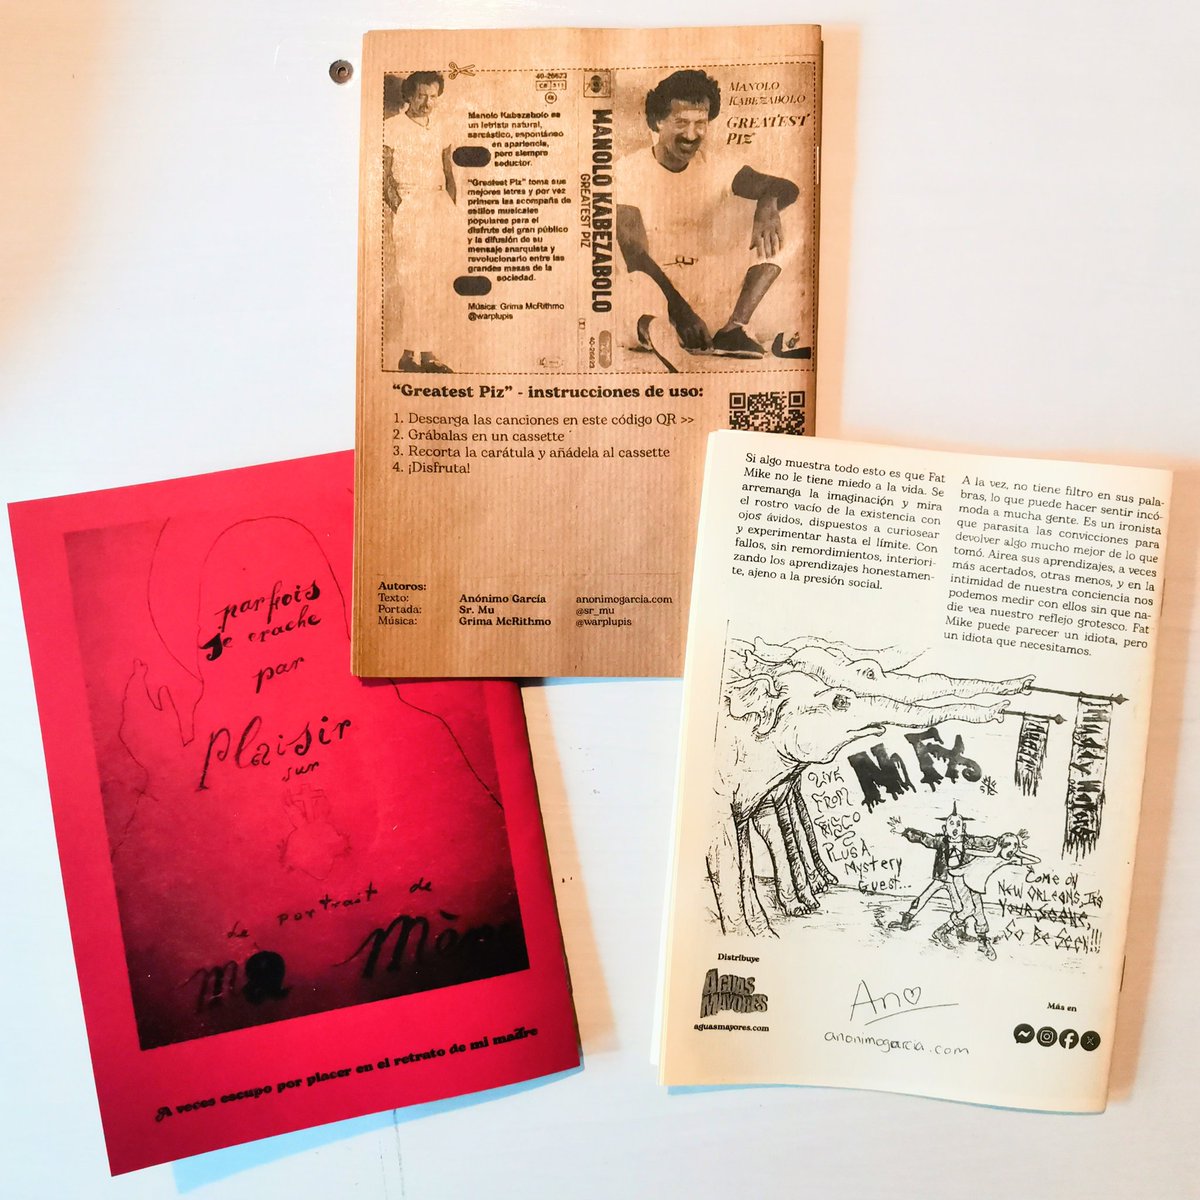 40-26623
CB 311
Manolo Kabezabolo es
un letrista natural,
sarcástico, espontáneo
en apariencia,
pero siempre
seductor.
"Greatest Piz" toma sus
mejores letras y por vez
primera las acompaña de
estilos musicales
populares para el
disfrute del gran público
y la difusión de su
mensaje anarquista y
revolucionario entre las
grandes masas de la
sociedad.
Música: Grima McRithmo
@warplupis
MANOLO KABEZABOLO
GREATEST PIZ
40-26623
MANOLO
KABEZABOLO
GREATEST
PIZ
“Greatest Piz” - instrucciones de uso:
1. Descarga las canciones en este código QR >>
2. Grábalas en un cassette
3. Recorta la carátula y añádela al cassette
4. ¡Disfruta!
Autoros:
Texto: Anónimo García anonimogarcia.com
Portada: Sr. Mu @sr_mu
Música: Grima McRithmo @warplupis
parfois
Je crache
par
Plaisir
sur
Le portrait de
ma Mère
A veces escupo por placer en el retrato de mi madre
Si algo muestra todo esto es que Fat
Mike no le tiene miedo a la vida. Se
arremanga la imaginación y mira
el rostro vacío de la existencia con
ojos ávidos, dispuestos a curiosear
y experimentar hasta el límite. Con
fallos, sin remordimientos, interiori-
zando los aprendizajes honestamen-
te, ajeno a la presión social.
A la vez, no tiene filtro en sus pala-
bras, lo que puede hacer sentir incó-
moda a mucha gente. Es un ironista
que parasita las convicciones para
devolver algo mucho mejor de lo que
tomó. Airea sus aprendizajes, a veces
más acertados, otras menos, y en la
intimidad de nuestra conciencia nos
podemos medir con ellos sin que na-
die vea nuestro reflejo grotesco. Fat
Mike puede parecer un idiota, pero
un idiota que necesitamos.
Muddy Waters
NOFX
LIVE
FROM
FRISCO
PLUS A
Mystery
Guest...
COME ON
NEW ORLEANS, It's
YOUR SCENE,
SO BE SEEN!!!
Distribuye
AGUAS
MAYORES
aguasmayores.com
An♡
anonimogarcia.com
Más en